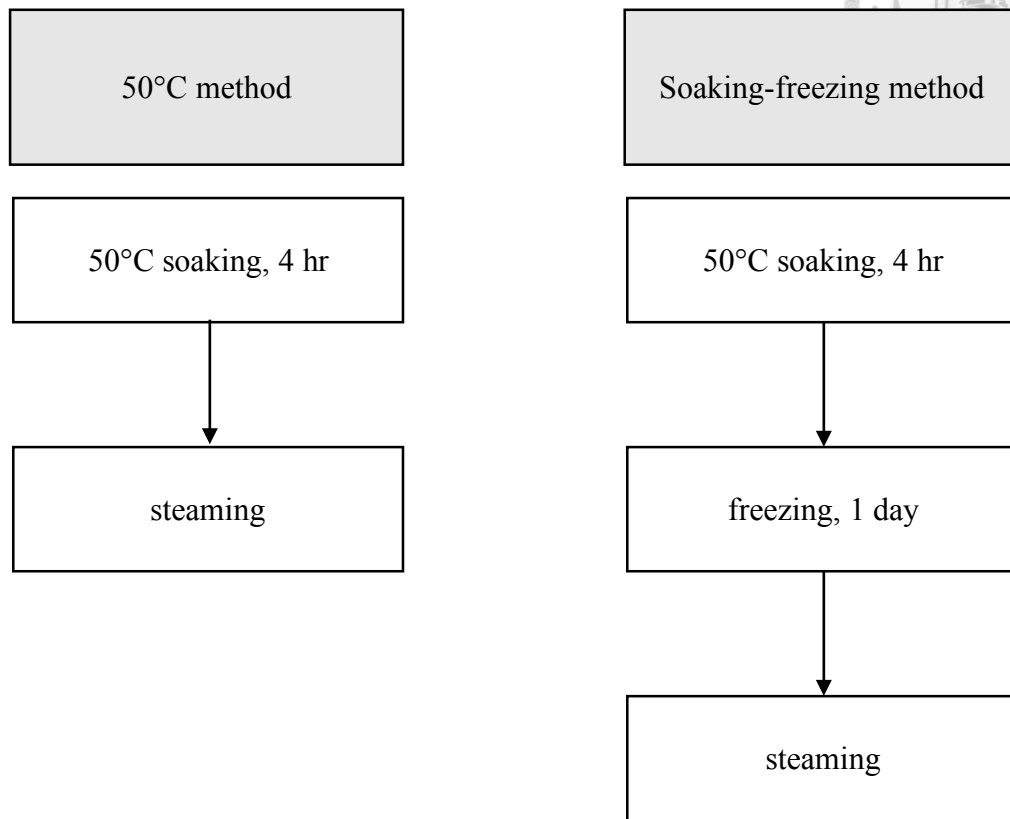 50°C method
50°C soaking, 4 hr
steaming
Soaking-freezing method
50°C soaking, 4 hr
freezing, 1 day
steaming